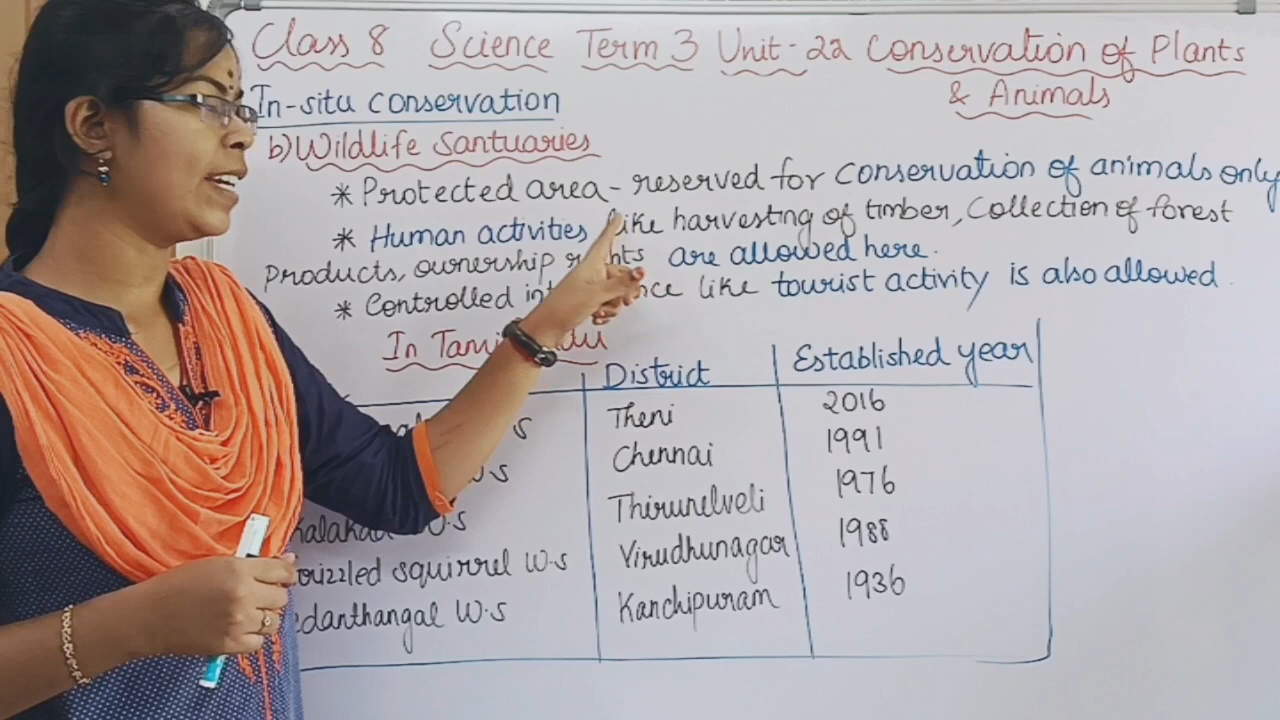 Class 8 Science Term 3 Unit-22 Conservation of Plants
& Animals
In-situ conservation
b) Wildlife Santuaries
* Protected area - reserved for conservation of animals only
* Human activities like harvesting of timber, Collection of forest
Products, ownership are allowed here.
* Controlled like tourist activity is also allowed.
In
District Established year
Theni 2016
Chennai 1991
W.S Thirunelveli 1976
squirrel W.S Virudhunagar 1988
W.S Kanchipuram 1936